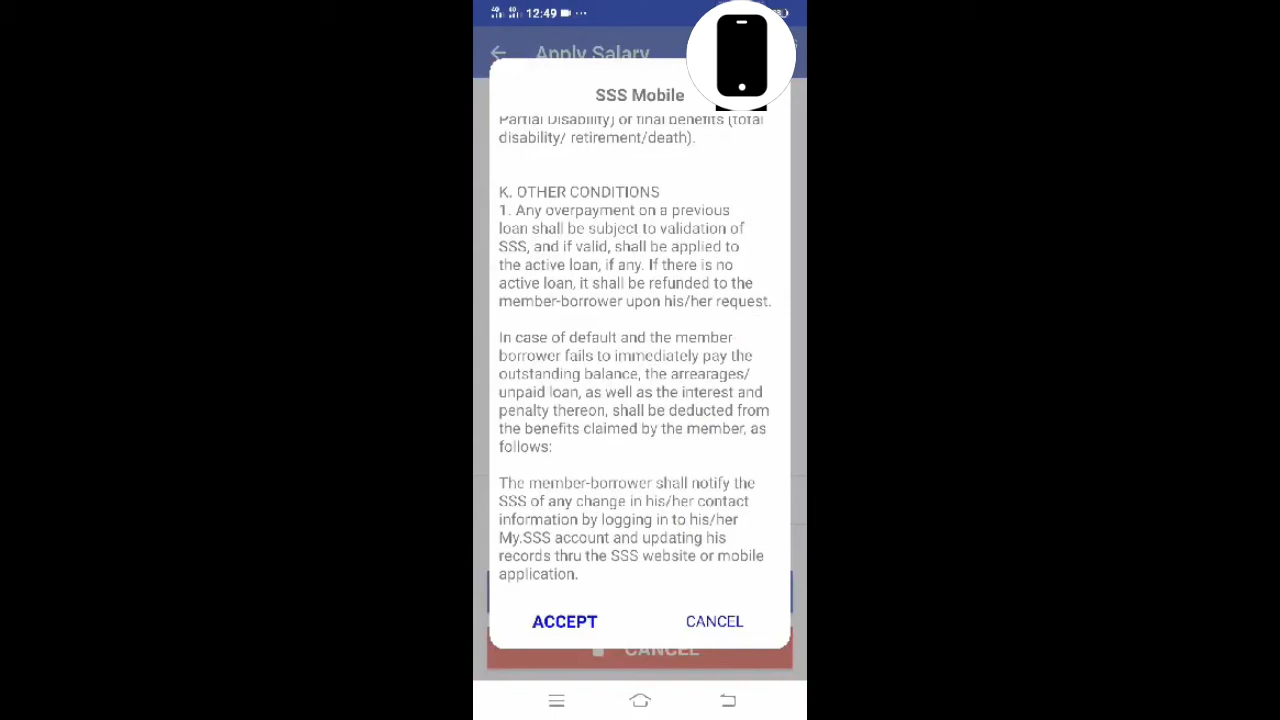 12:49
Apply Salary
SSS Mobile
Partial Disability) or final benefits (total
disability/ retirement/death).
K. OTHER CONDITIONS
1. Any overpayment on a previous
loan shall be subject to validation of
SSS, and if valid, shall be applied to
the active loan, if any. If there is no
active loan, it shall be refunded to the
member-borrower upon his/her request.
In case of default and the member
borrower fails to immediately pay the
outstanding balance, the arrearages/
unpaid loan, as well as the interest and
penalty thereon, shall be deducted from
the benefits claimed by the member, as
follows:
The member-borrower shall notify the
SSS of any change in his/her contact
information by logging in to his/her
My.SSS account and updating his
records thru the SSS website or mobile
application.
ACCEPT CANCEL
CANCEL